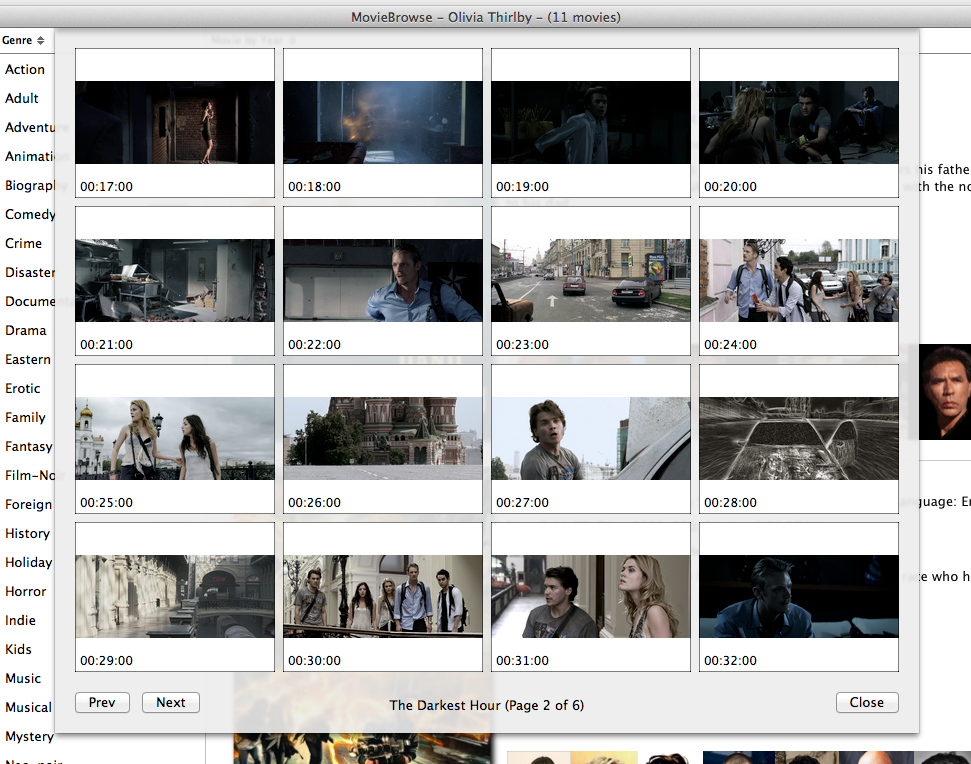 MovieBrowse – Olivia Thirlby – (11 movies)
Genre
Action
Adult
Adventu
Animatio
Biography
Comedy
Crime
Disaster
Docume
Drama
Eastern
Erotic
Family
Fantasy
Film-No
Foreign
History
Holiday
Horror
Indie
Kids
Music
Musical
Mystery
00:17:00
00:18:00
00:19:00
00:20:00
00:21:00
00:22:00
00:23:00
00:24:00
00:25:00
00:26:00
00:27:00
00:28:00
00:29:00
00:30:00
00:31:00
00:32:00
Prev
Next
The Darkest Hour (Page 2 of 6)
Close
his fathe
with the no
nguage: En
te who h